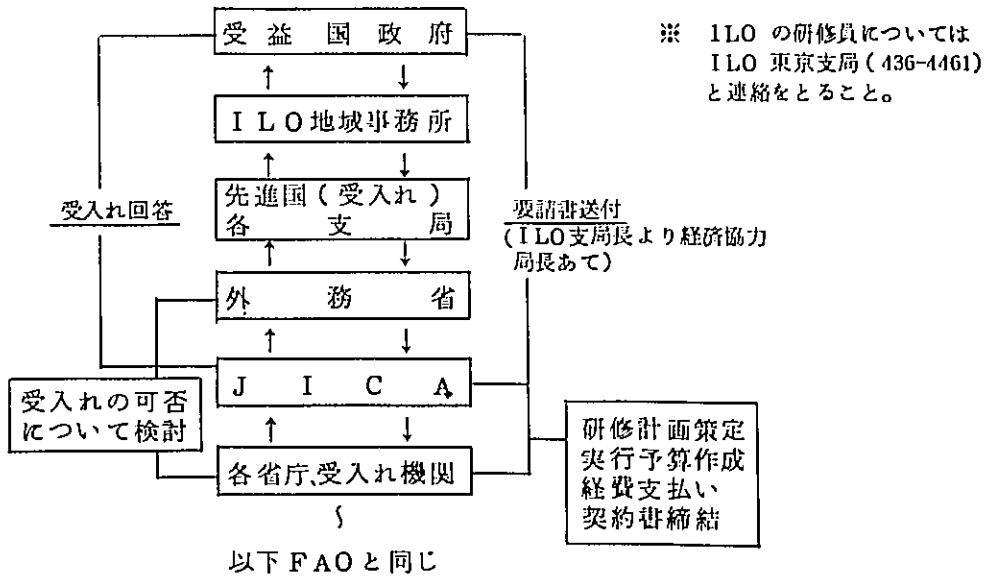 受益国政府
※ ILO の研修員については
ILO 東京支局(436-4461)
と連絡をとること。
↑ ↓
ILO地域事務所
↑ ↓
先進国(受入れ)
各支局
受入れ回答
要請書送付
(ILO支局長より経済協力
局長あて)
↑ ↓
外務省
↑ ↓
JICA
受入れの可否
について検討
↑ ↓
各省庁、受入れ機関
研修計画策定
実行予算作成
経費支払い
契約書締結
以下FAOと同じ